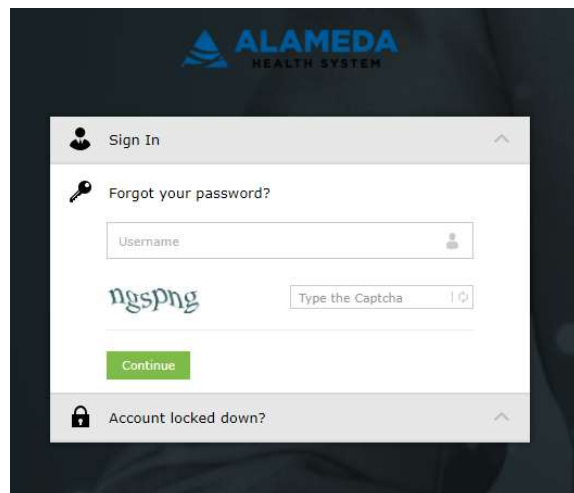 ALAMEDA
HEALTH SYSTEM
Sign In
Forgot your password?
Username
ngspng
Type the Captcha
Continue
Account locked down?